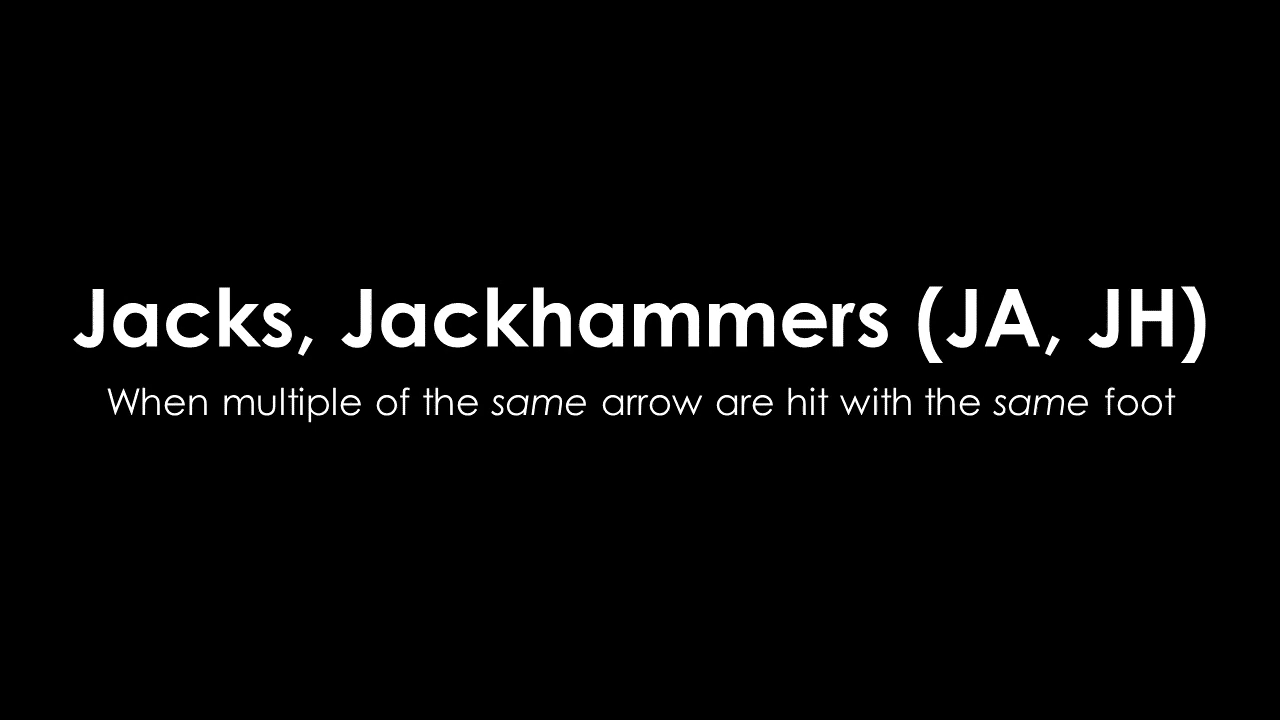 Jacks, Jackhammers (JA, JH)
When multiple of the same arrow are hit with the same foot